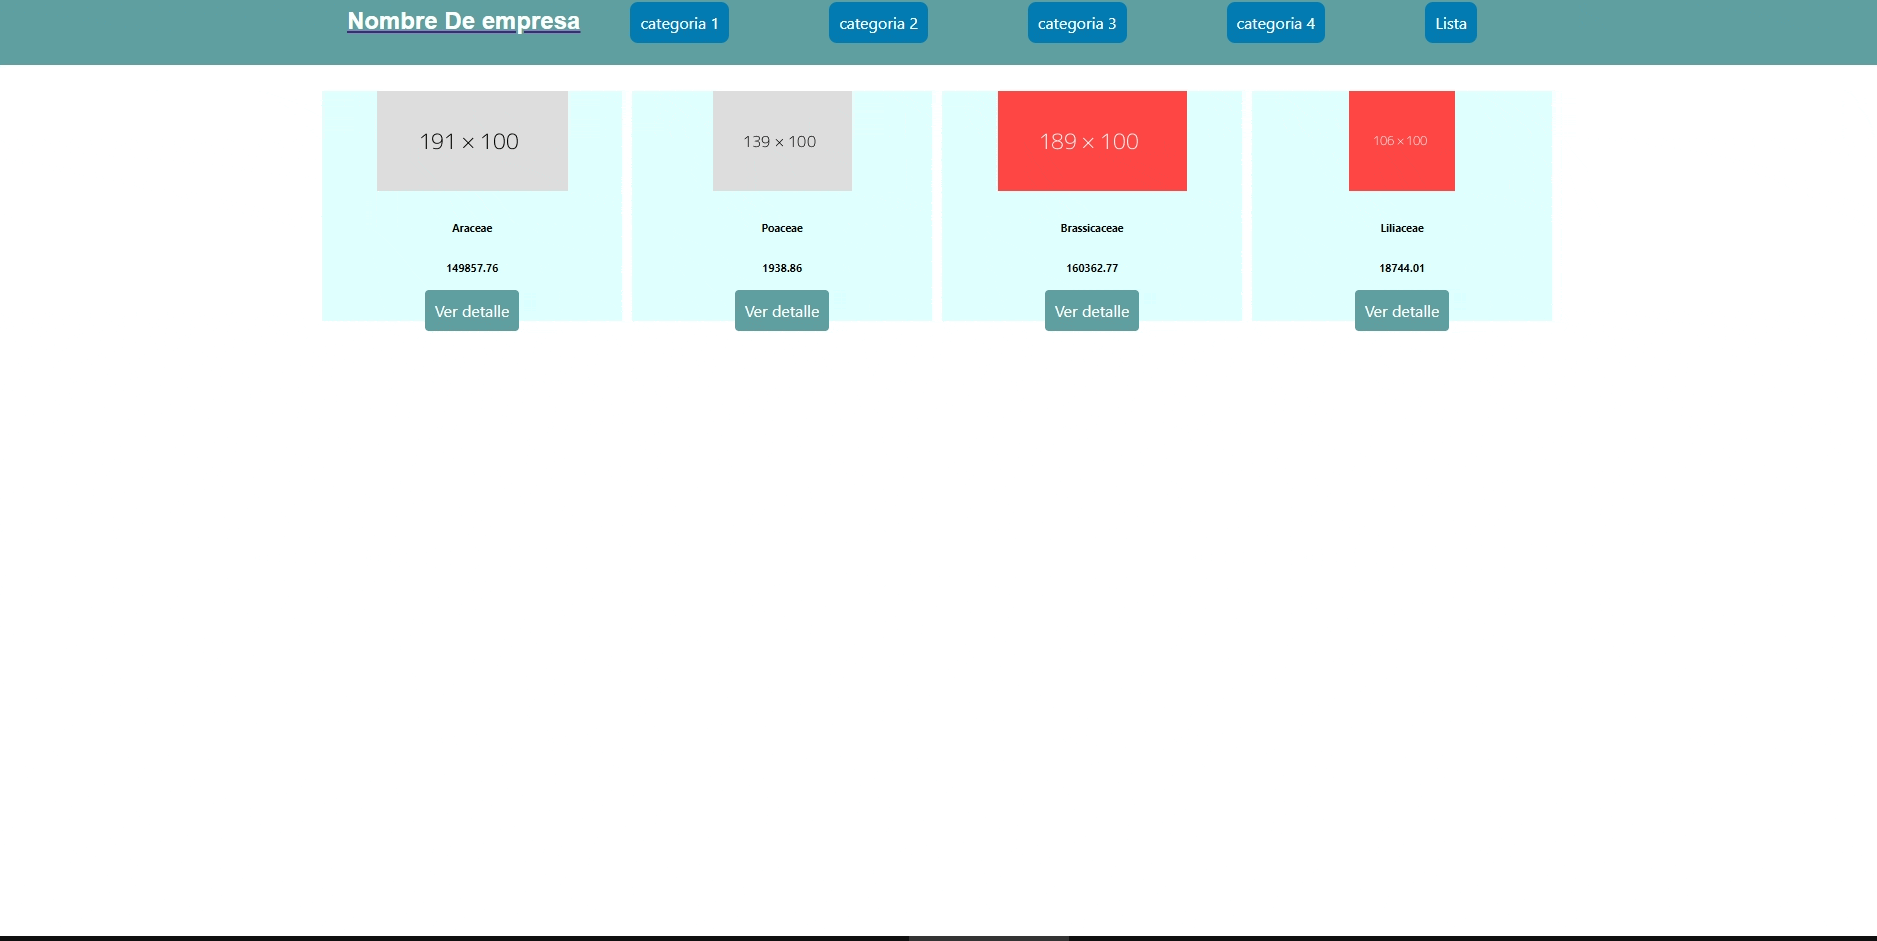 Nombre De empresa
categoria 1
categoria 2
categoria 3
categoria 4
Lista
191 × 100
139 × 100
189 × 100
106 × 100
Araceae
Poaceae
Brassicaceae
Liliaceae
149857.76
1938.86
160362.77
18744.01
Ver detalle
Ver detalle
Ver detalle
Ver detalle